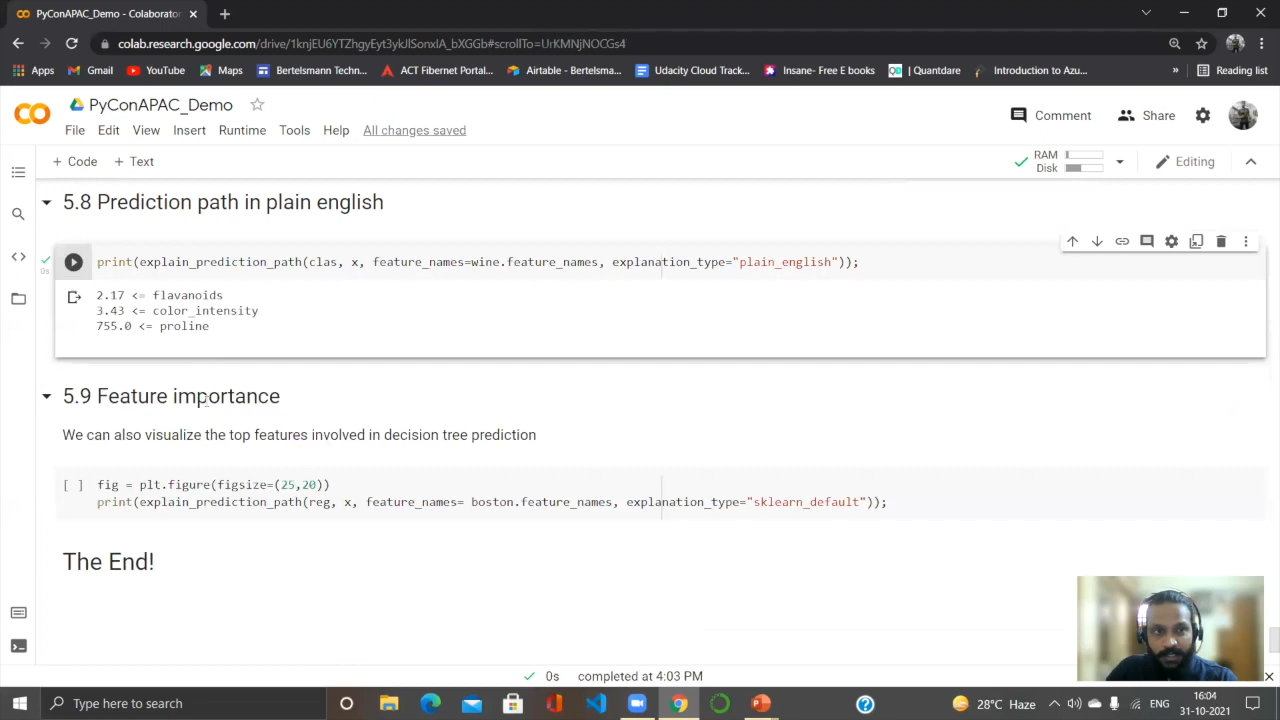 PyConAPAC_Demo - Colaborator
colab.research.google.com/drive/1knjEU6YTZhgyEyt3ykJlSonxIA_bXGGb#scrollTo=UrKMNjNOCGs4
Apps Gmail YouTube Maps Bertelsmann Techn... ACT Fibernet Portal... Airtable - Bertelsma... Udacity Cloud Track... Insane- Free E books QD Quantdare Introduction to Azu... » Reading list
PyConAPAC_Demo
File Edit View Insert Runtime Tools Help All changes saved
Comment Share
+ Code + Text
RAM
Disk
Editing
5.8 Prediction path in plain english
print(explain_prediction_path(clas, x, feature_names=wine.feature_names, explanation_type="plain_english"));
0s
2.17 <= flavanoids
3.43 <= color_intensity
755.0 <= proline
5.9 Feature importance
We can also visualize the top features involved in decision tree prediction
[ ] fig = plt.figure(figsize=(25,20))
print(explain_prediction_path(reg, x, feature_names= boston.feature_names, explanation_type="sklearn_default"));
The End!
0s completed at 4:03 PM
Type here to search
28°C Haze
ENG
16:04
31-10-2021